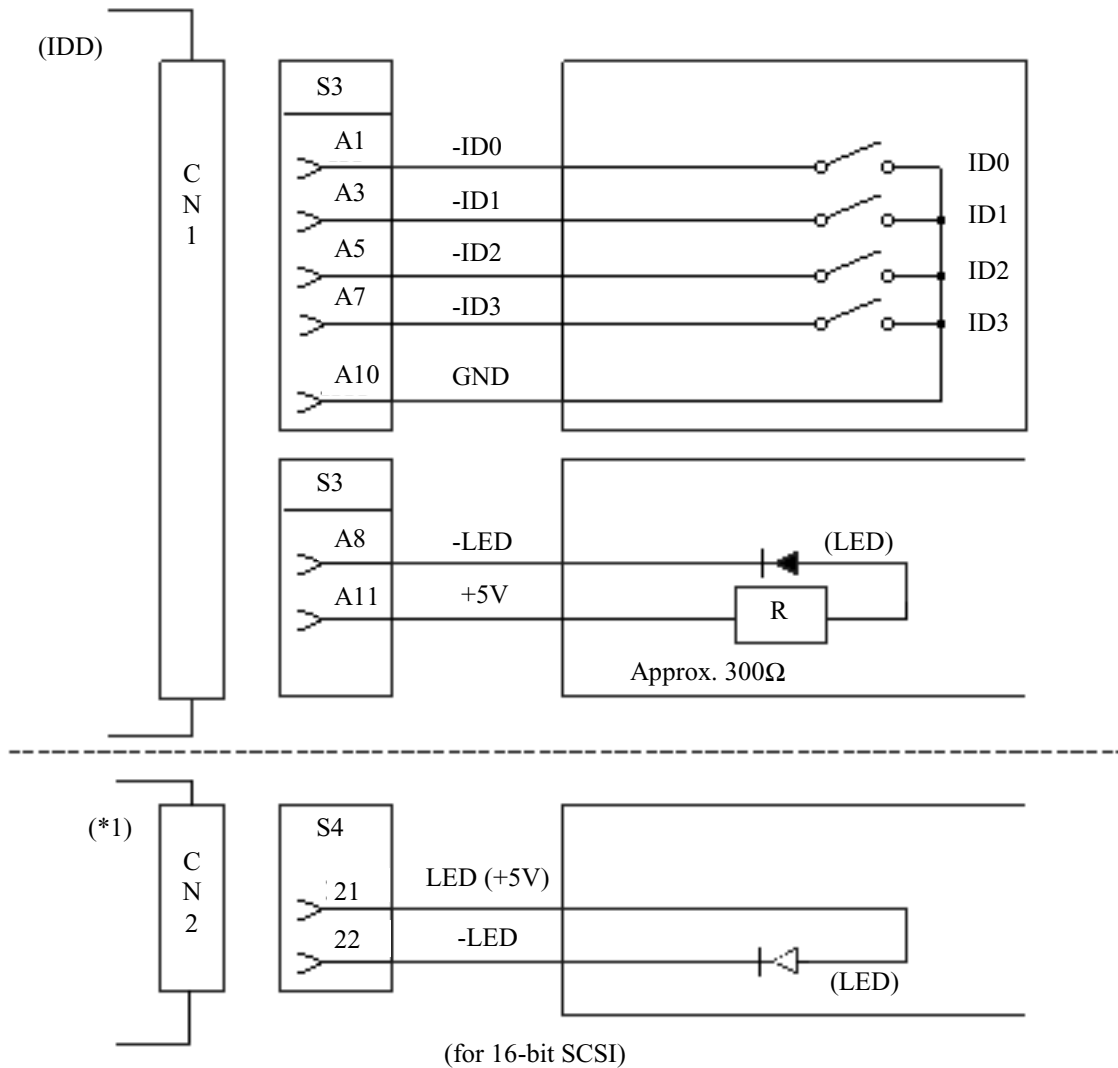 (IDD)
C
N
1
S3
A1
-ID0
ID0
A3
-ID1
ID1
A5
-ID2
ID2
A7
-ID3
ID3
A10
GND
S3
A8
-LED
(LED)
A11
+5V
R
Approx. 300Ω
(*1)
C
N
2
S4
21
LED (+5V)
22
-LED
(LED)
(for 16-bit SCSI)